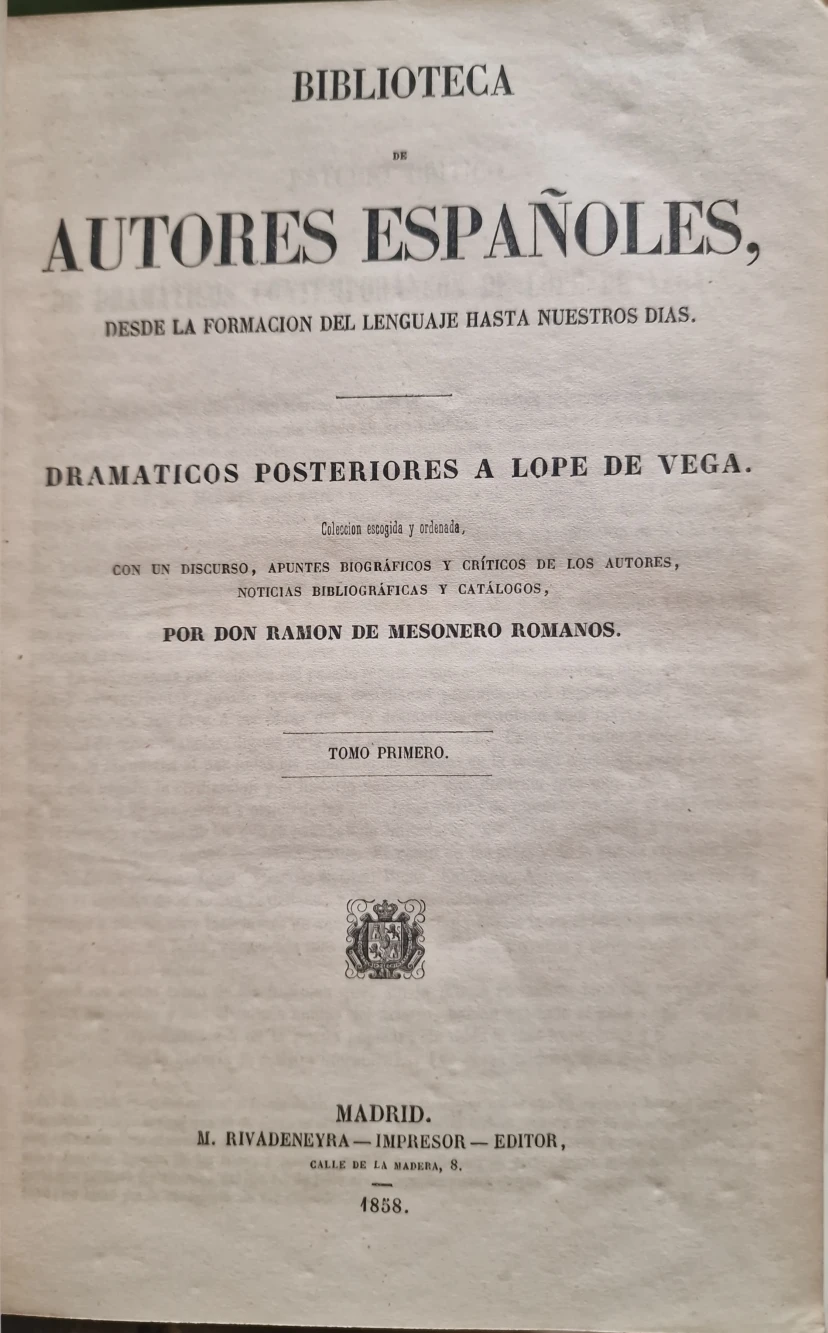 BIBLIOTECA
DE
AUTORES ESPAÑOLES,
DESDE LA FORMACION DEL LENGUAJE HASTA NUESTROS DIAS.
DRAMATICOS POSTERIORES A LOPE DE VEGA.
Coleccion escogida y ordenada,
CON UN DISCURSO, APUNTES BIOGRÁFICOS Y CRÍTICOS DE LOS AUTORES,
NOTICIAS BIBLIOGRÁFICAS Y CATÁLOGOS,
POR DON RAMON DE MESONERO ROMANOS.
TOMO PRIMERO.
MADRID.
M. RIVADENEYRA — IMPRESOR — EDITOR,
CALLE DE LA MADERA, 8.
1858.